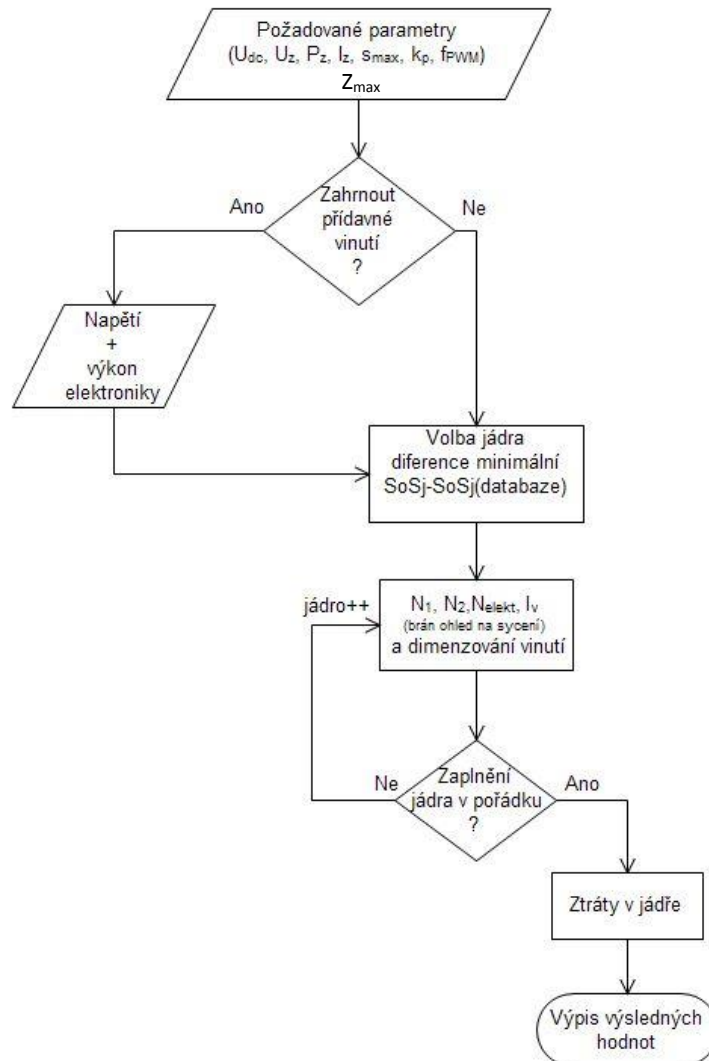 Požadované parametry
(Udc, Uz, Pz, Iz, smax, kp, fPWM)
Zmax
Zahrnout
přídavné
vinutí
?
Ano
Ne
Napětí
+
výkon
elektroniky
Volba jádra
diference minimální
SoSj-SoSj(databaze)
jádro++
N1, N2,Nelekt, Iv
(brán ohled na sycení)
a dimenzování vinutí
Zaplnění
jádra v pořádku
?
Ne
Ano
Ztráty v jádře
Výpis výsledných
hodnot